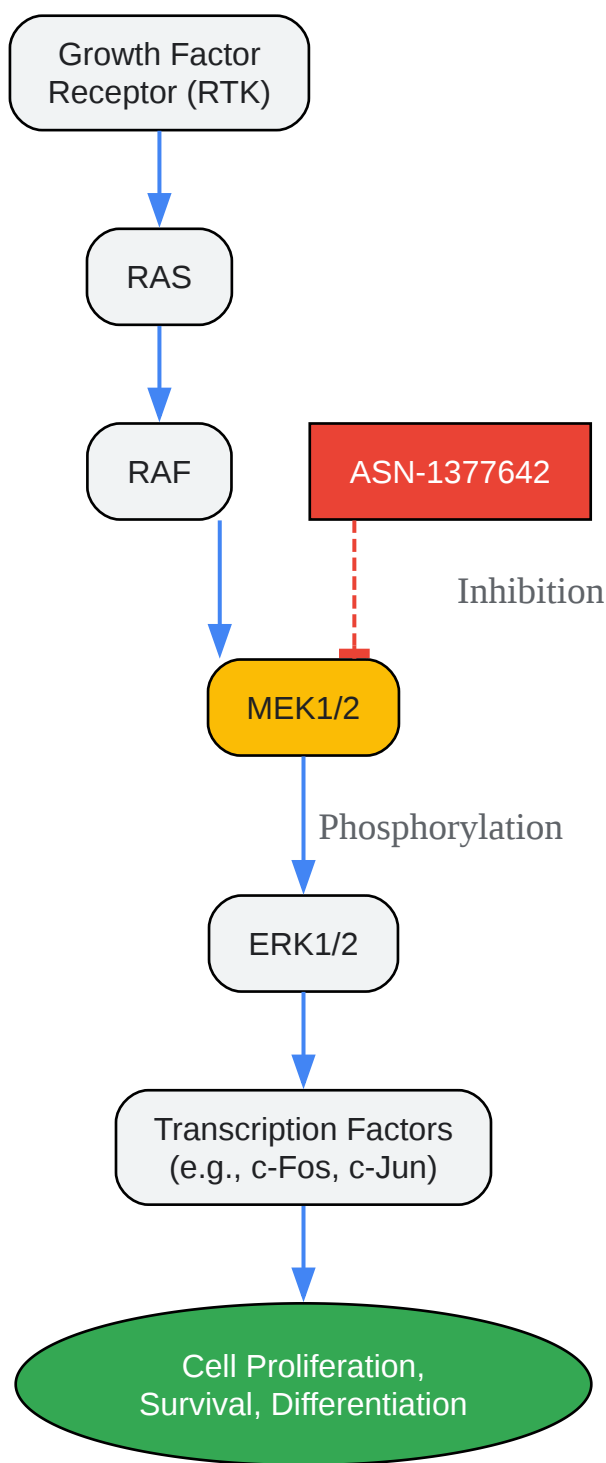 Growth Factor
Receptor (RTK)
RAS
RAF
ASN-1377642
Inhibition
MEK1/2
Phosphorylation
ERK1/2
Transcription Factors
(e.g., c-Fos, c-Jun)
Cell Proliferation,
Survival, Differentiation